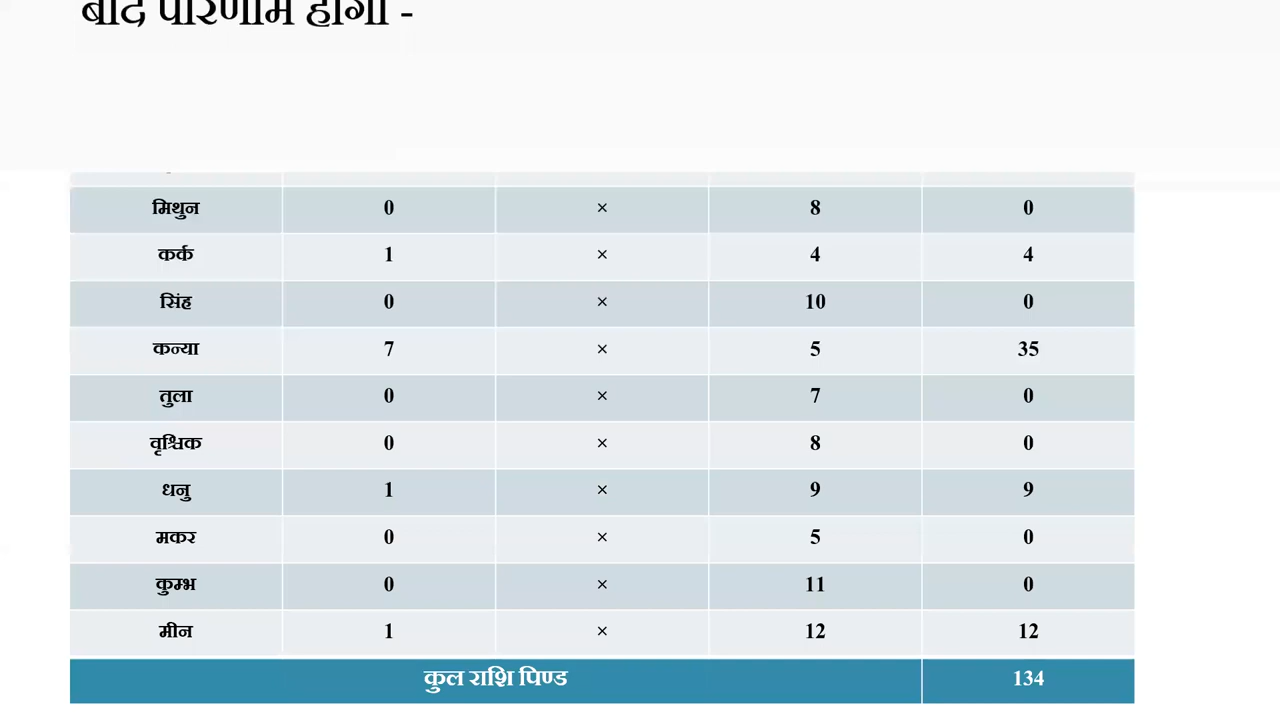 बाद परिणाम होगा -
मिथुन 0 × 8 0
कर्क 1 × 4 4
सिंह 0 × 10 0
कन्या 7 × 5 35
तुला 0 × 7 0
वृश्चिक 0 × 8 0
धनु 1 × 9 9
मकर 0 × 5 0
कुम्भ 0 × 11 0
मीन 1 × 12 12
कुल राशि पिण्ड 134